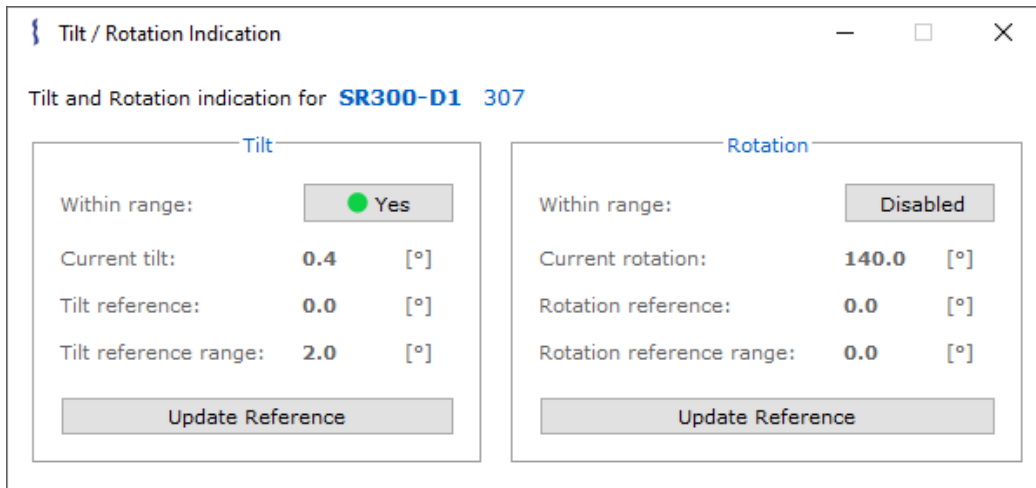 Tilt / Rotation Indication
Tilt and Rotation indication for SR300-D1 307
Tilt
Within range: Yes
Current tilt: 0.4 [°]
Tilt reference: 0.0 [°]
Tilt reference range: 2.0 [°]
Update Reference
Rotation
Within range: Disabled
Current rotation: 140.0 [°]
Rotation reference: 0.0 [°]
Rotation reference range: 0.0 [°]
Update Reference